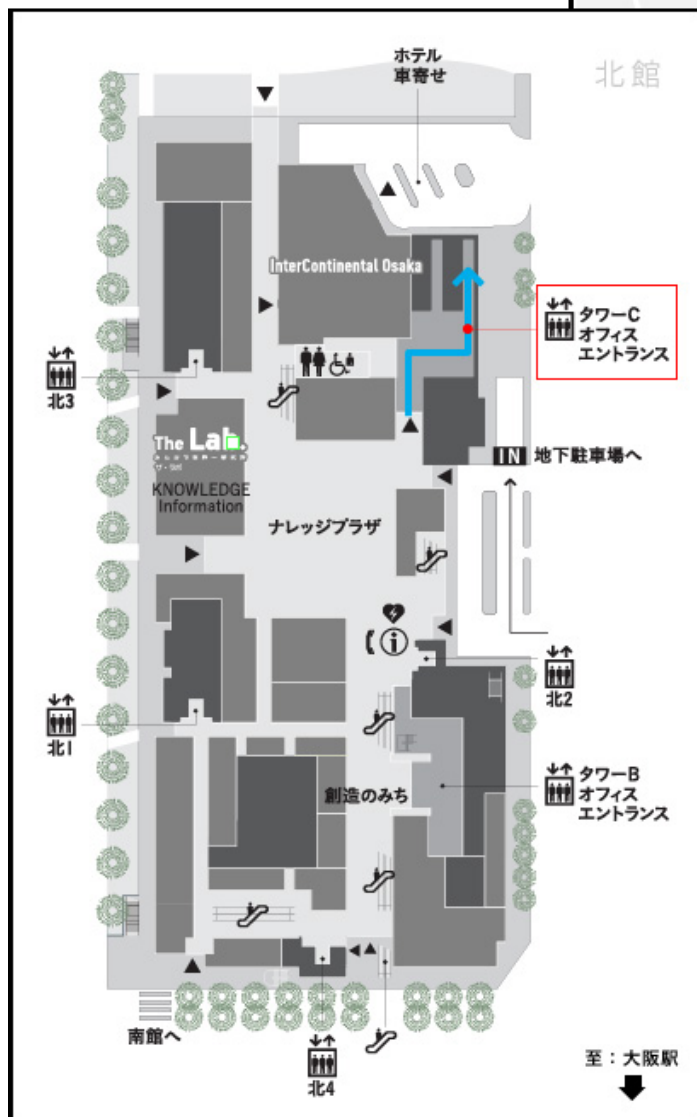 北館
ホテル
車寄せ
InterContinental Osaka
タワーC
オフィス
エントランス
北3
The Lab.
ザ・ラボ
KNOWLEDGE
Information
IN 地下駐車場へ
ナレッジプラザ
北2
北1
タワーB
オフィス
エントランス
創造のみち
南館へ
北4
至：大阪駅